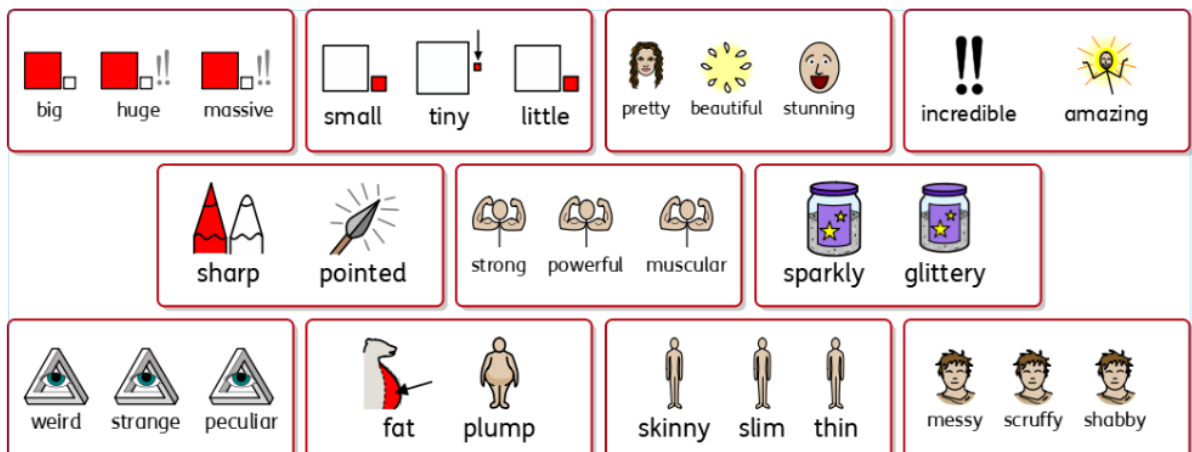 big huge massive
small tiny little
pretty beautiful stunning
incredible amazing
sharp pointed
strong powerful muscular
sparkly glittery
weird strange peculiar
fat plump
skinny slim thin
messy scruffy shabby